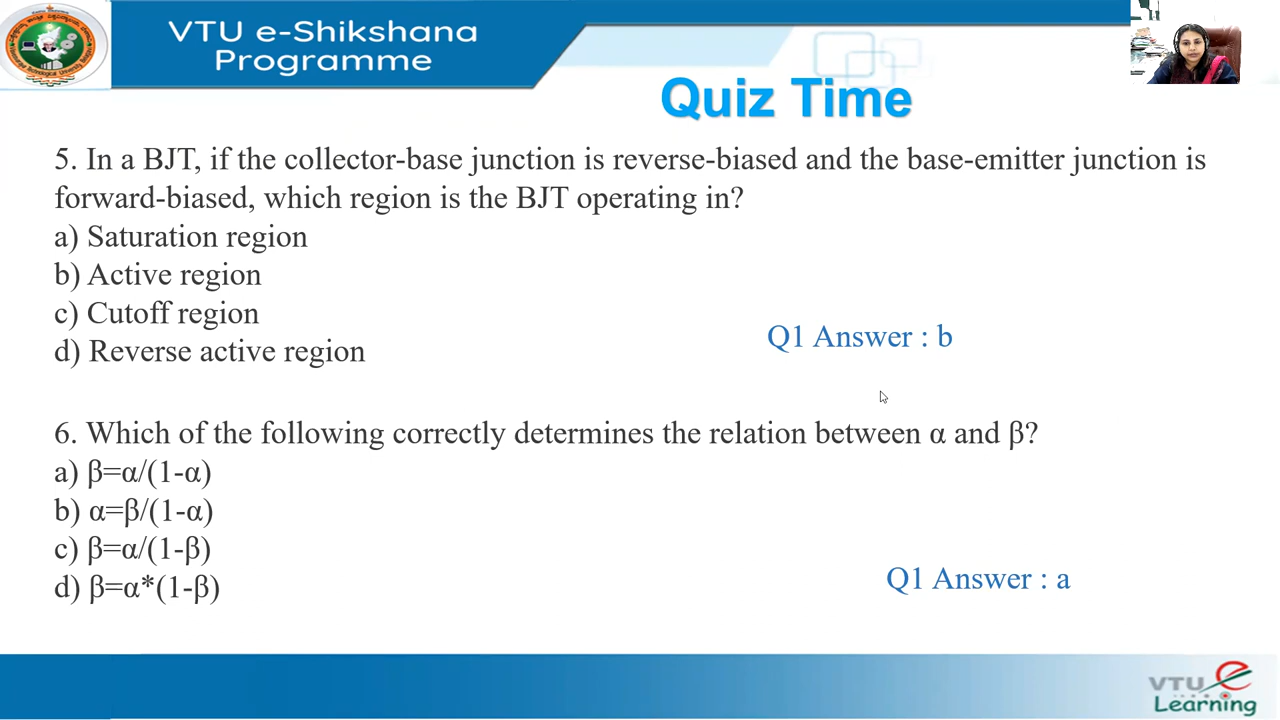 VTU e-Shikshana
Programme
Quiz Time
5. In a BJT, if the collector-base junction is reverse-biased and the base-emitter junction is
forward-biased, which region is the BJT operating in?
a) Saturation region
b) Active region
c) Cutoff region
d) Reverse active region
Q1 Answer : b
6. Which of the following correctly determines the relation between α and β?
a) β=α/(1-α)
b) α=β/(1-α)
c) β=α/(1-β)
d) β=α*(1-β)
Q1 Answer : a
VTU e
Learning